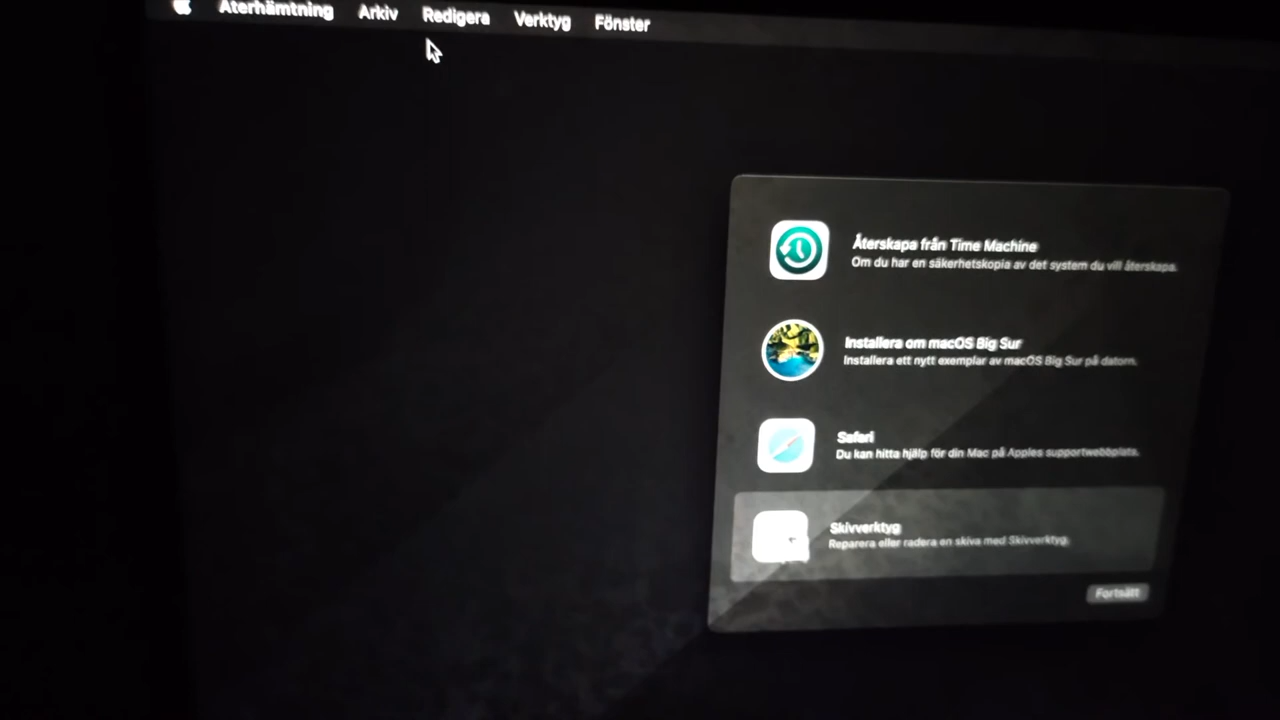 Återhämtning Arkiv Redigera Verktyg Fönster
Återskapa från Time Machine
Om du har en säkerhetskopia av det system du vill återskapa.
Installera om macOS Big Sur
Installera ett nytt exemplar av macOS Big Sur på datorn.
Safari
Du kan hitta hjälp för din Mac på Apples supportwebbplats.
Skivverktyg
Reparera eller radera en skiva med Skivverktyg.
Fortsätt